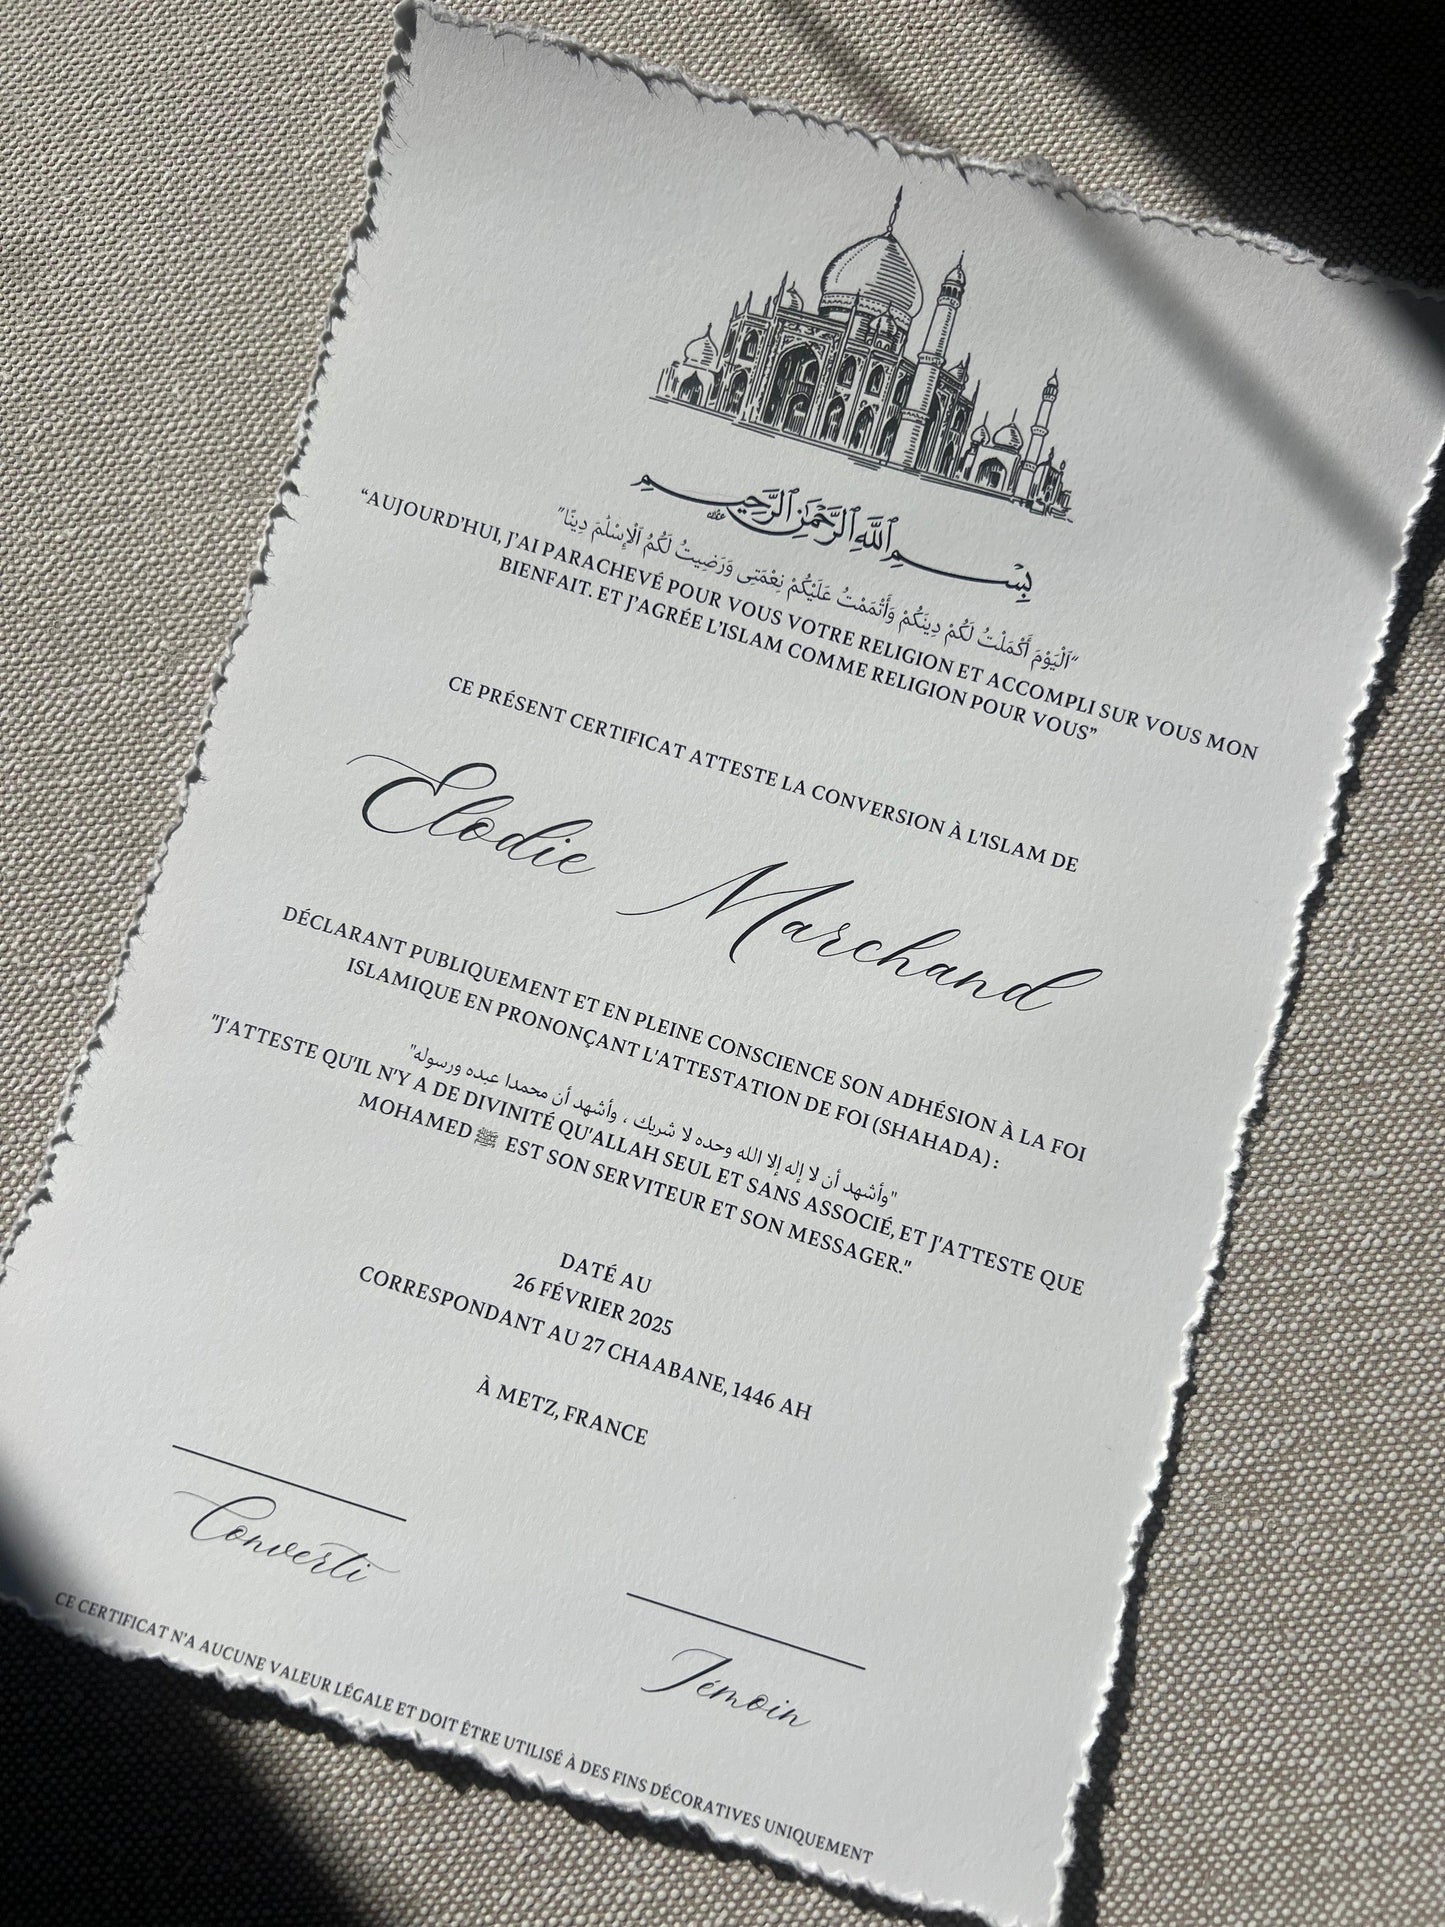 بِسْمِ ٱللَّهِ ٱلرَّحْمَٰنِ ٱلرَّحِيمِ
"ٱلْيَوْمَ أَكْمَلْتُ لَكُمْ دِينَكُمْ وَأَتْمَمْتُ عَلَيْكُمْ نِعْمَتِى وَرَضِيتُ لَكُمُ ٱلْإِسْلَٰمَ دِينًا"
“AUJOURD'HUI, J'AI PARACHEVÉ POUR VOUS VOTRE RELIGION ET ACCOMPLI SUR VOUS MON
BIENFAIT. ET J'AGRÉE L'ISLAM COMME RELIGION POUR VOUS”
CE PRÉSENT CERTIFICAT ATTESTE LA CONVERSION À L'ISLAM DE
Elodie Marchand
DÉCLARANT PUBLIQUEMENT ET EN PLEINE CONSCIENCE SON ADHÉSION À LA FOI
ISLAMIQUE EN PRONONÇANT L'ATTESTATION DE FOI (SHAHADA) :
"وأشهد أن لا إله إلا الله وحده لا شريك ، وأشهد أن محمدا عبده ورسوله"
"J'ATTESTE QU'IL N'Y A DE DIVINITÉ QU'ALLAH SEUL ET SANS ASSOCIÉ, ET J'ATTESTE QUE
MOHAMED ﷺ EST SON SERVITEUR ET SON MESSAGER."
DATÉ AU
26 FÉVRIER 2025
CORRESPONDANT AU 27 CHAABANE, 1446 AH
À METZ, FRANCE
Converti
Témoin
CE CERTIFICAT N'A AUCUNE VALEUR LÉGALE ET DOIT ÊTRE UTILISÉ À DES FINS DÉCORATIVES UNIQUEMENT